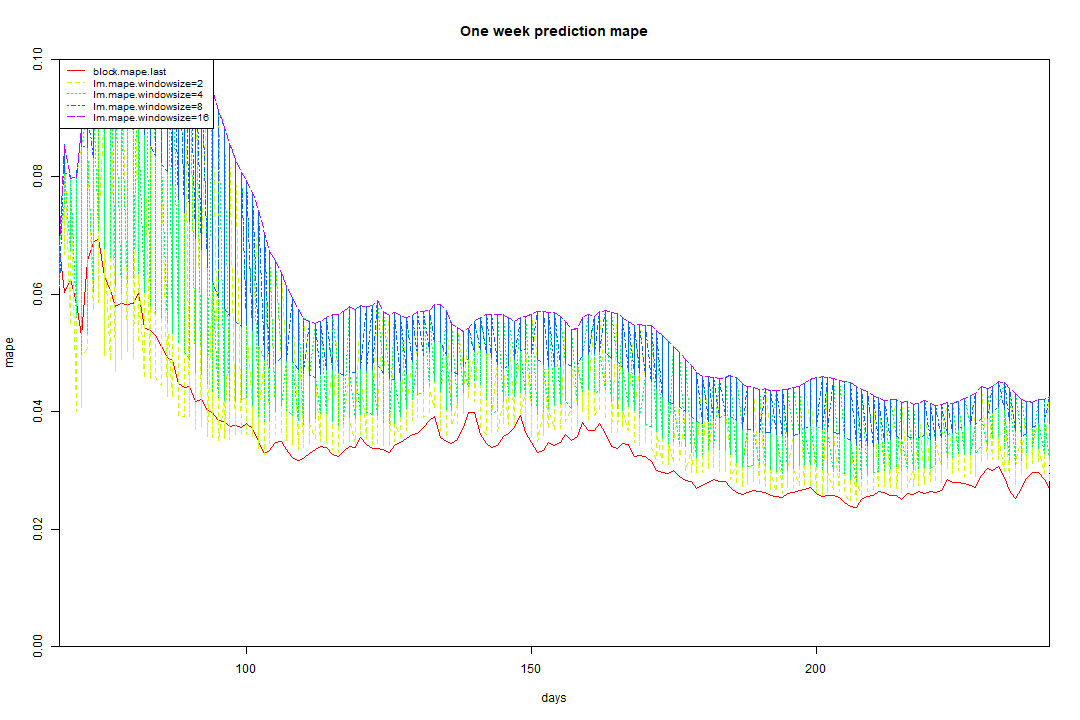 One week prediction mape
0.10
block.mape.last
lm.mape.windowsize=2
lm.mape.windowsize=4
lm.mape.windowsize=8
lm.mape.windowsize=16
0.08
0.06
mape
0.04
0.02
0.00
100 150 200
days